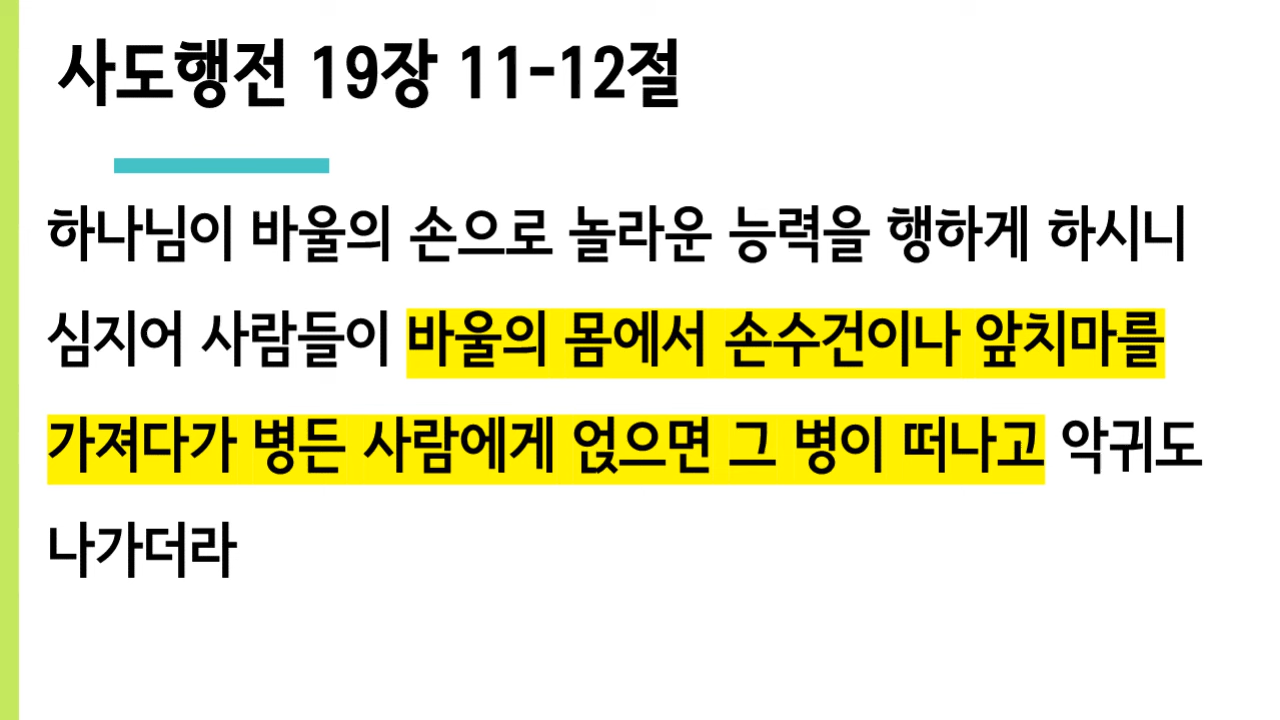 사도행전 19장 11-12절
하나님이 바울의 손으로 놀라운 능력을 행하게 하시니
심지어 사람들이 바울의 몸에서 손수건이나 앞치마를
가져다가 병든 사람에게 얹으면 그 병이 떠나고 악귀도
나가더라